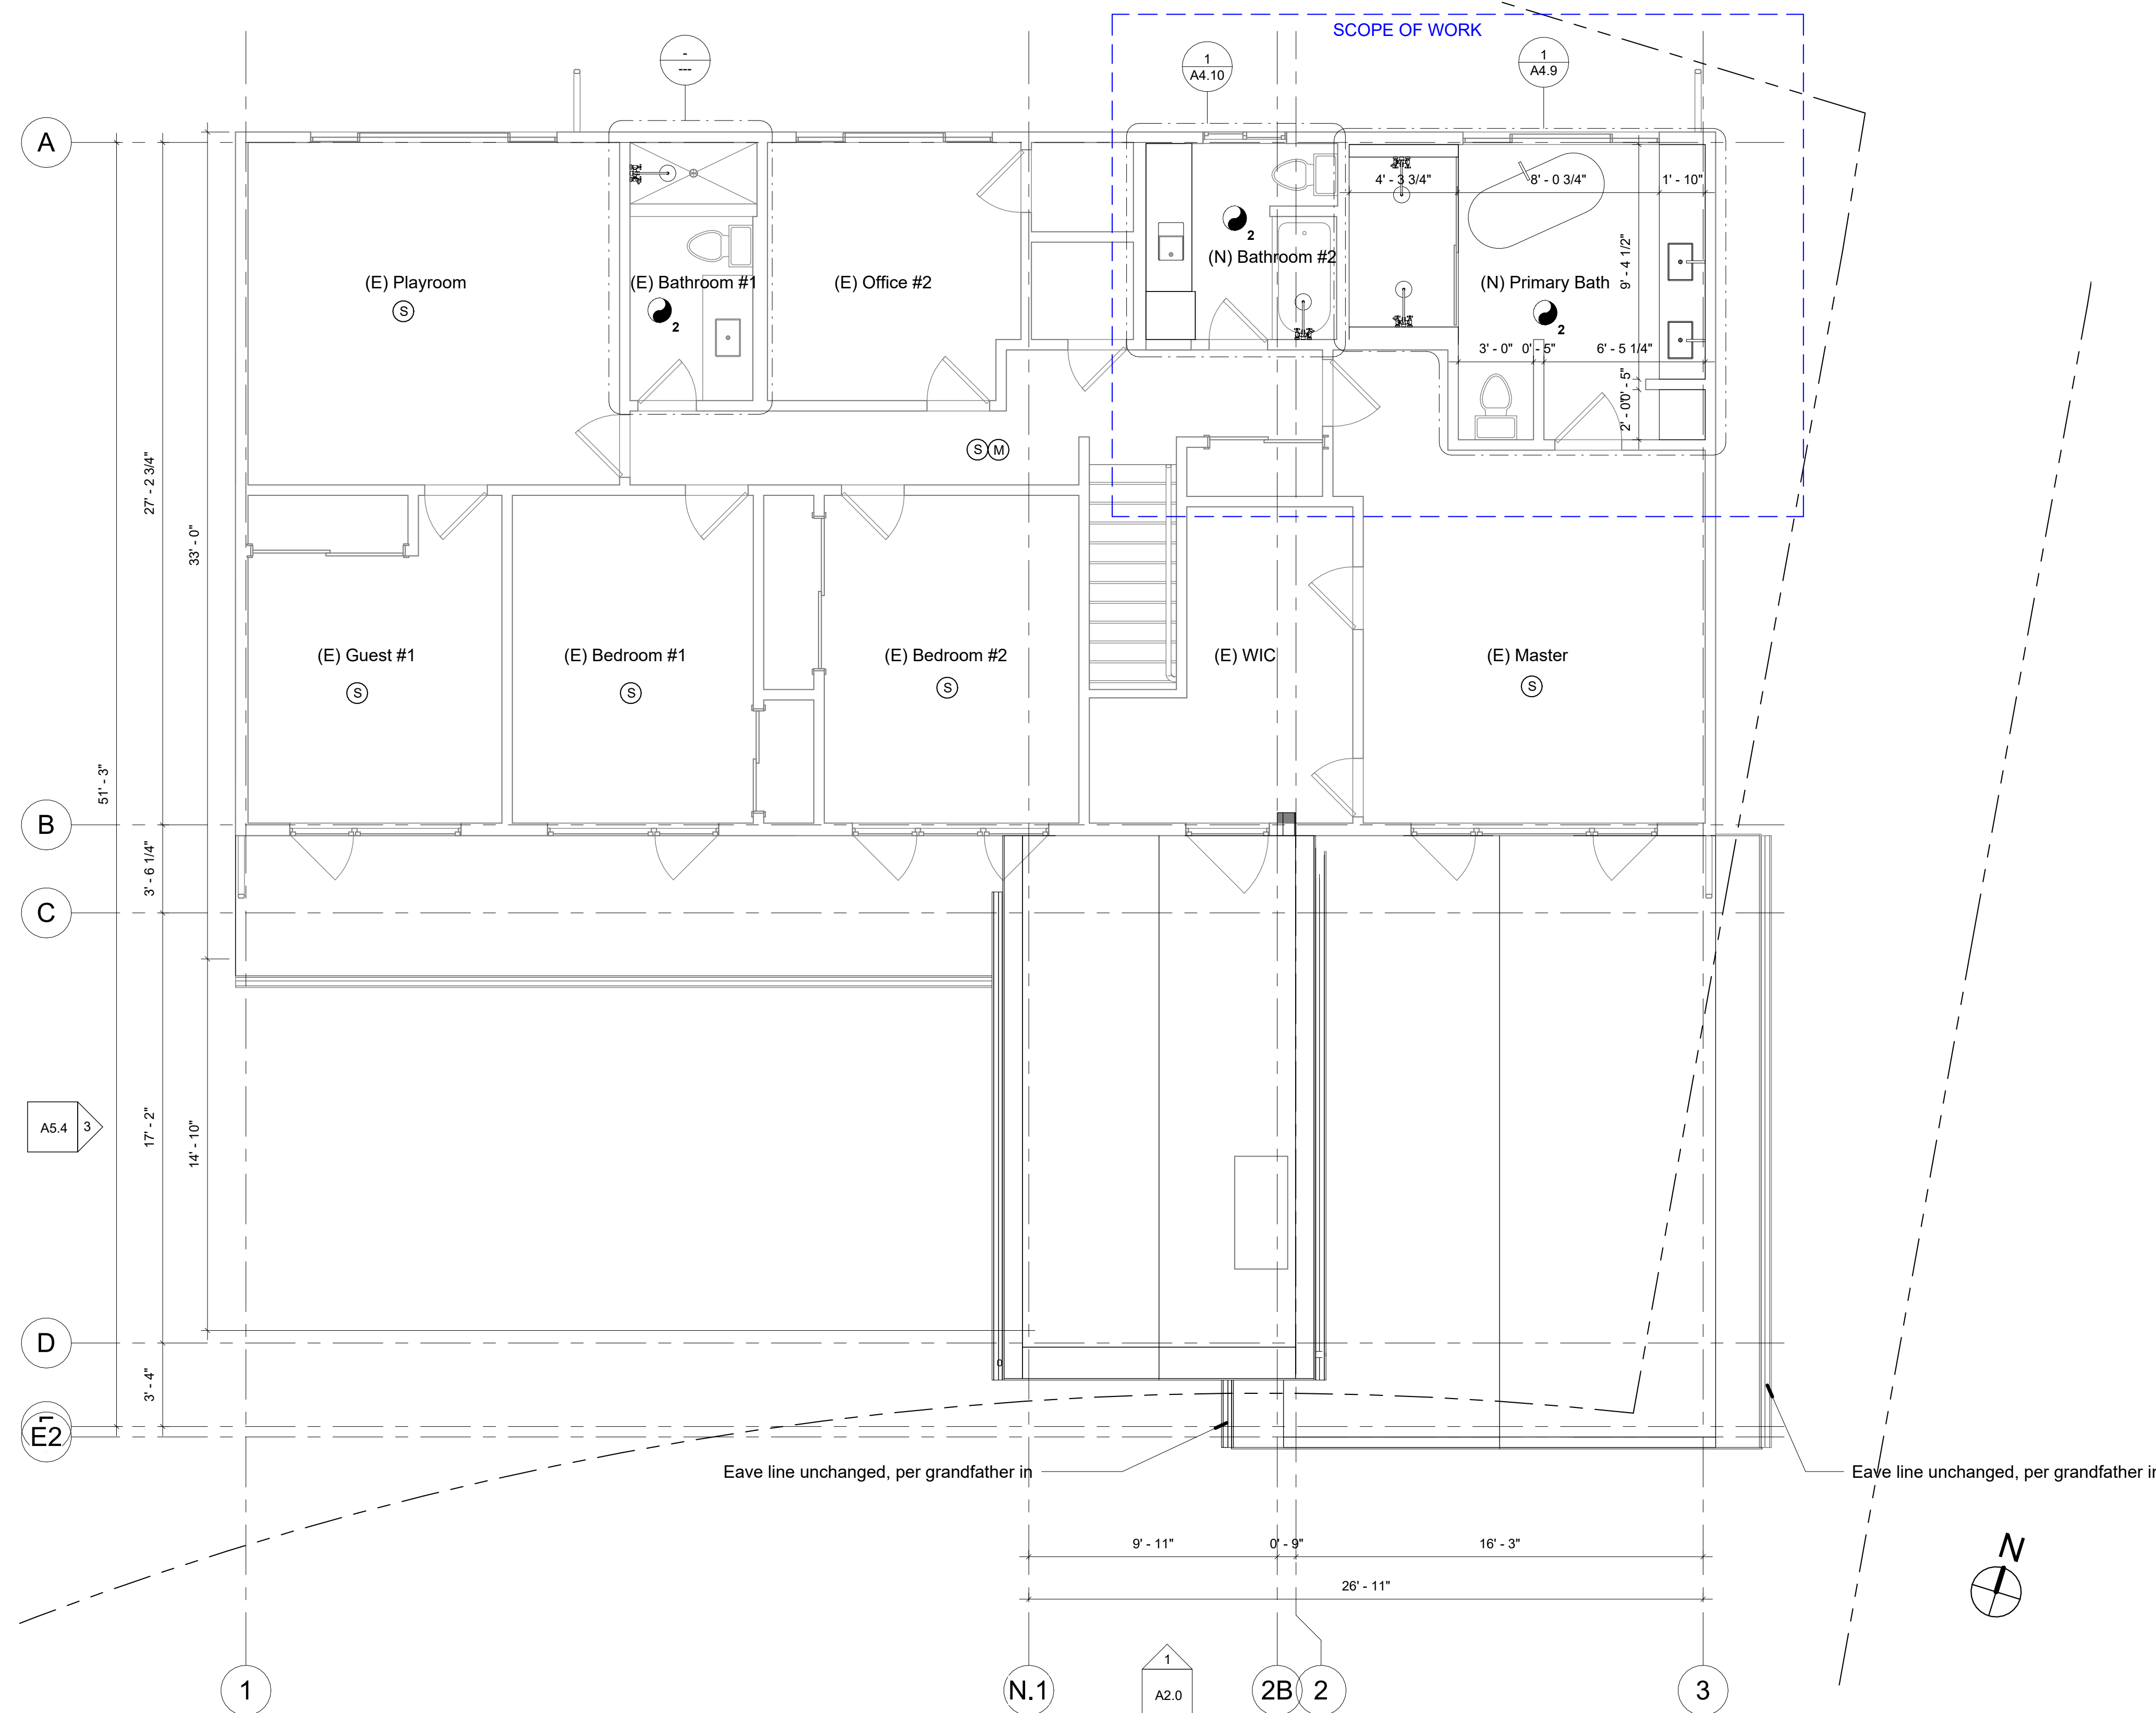 SCOPE OF WORK
-
---
1
A4.10
1
A4.9
A
4' - 3 3/4"
8' - 0 3/4"
1' - 10"
2
(N) Bathroom #2
9' - 4 1/2"
(E) Playroom
S
(E) Bathroom #1
2
(E) Office #2
(N) Primary Bath
2
3' - 0"
0' - 5"
6' - 5 1/4"
0' - 5"
2' - 0"
S
M
27' - 2 3/4"
33' - 0"
(E) Guest #1
S
(E) Bedroom #1
S
(E) Bedroom #2
S
(E) WIC
(E) Master
S
51' - 3"
B
3' - 6 1/4"
C
A5.4
3
17' - 2"
14' - 10"
D
3' - 4"
E2
Eave line unchanged, per grandfather in
Eave line unchanged, per grandfather in
9' - 11"
0' - 9"
16' - 3"
26' - 11"
N
1
N.1
1
A2.0
2B
2
3